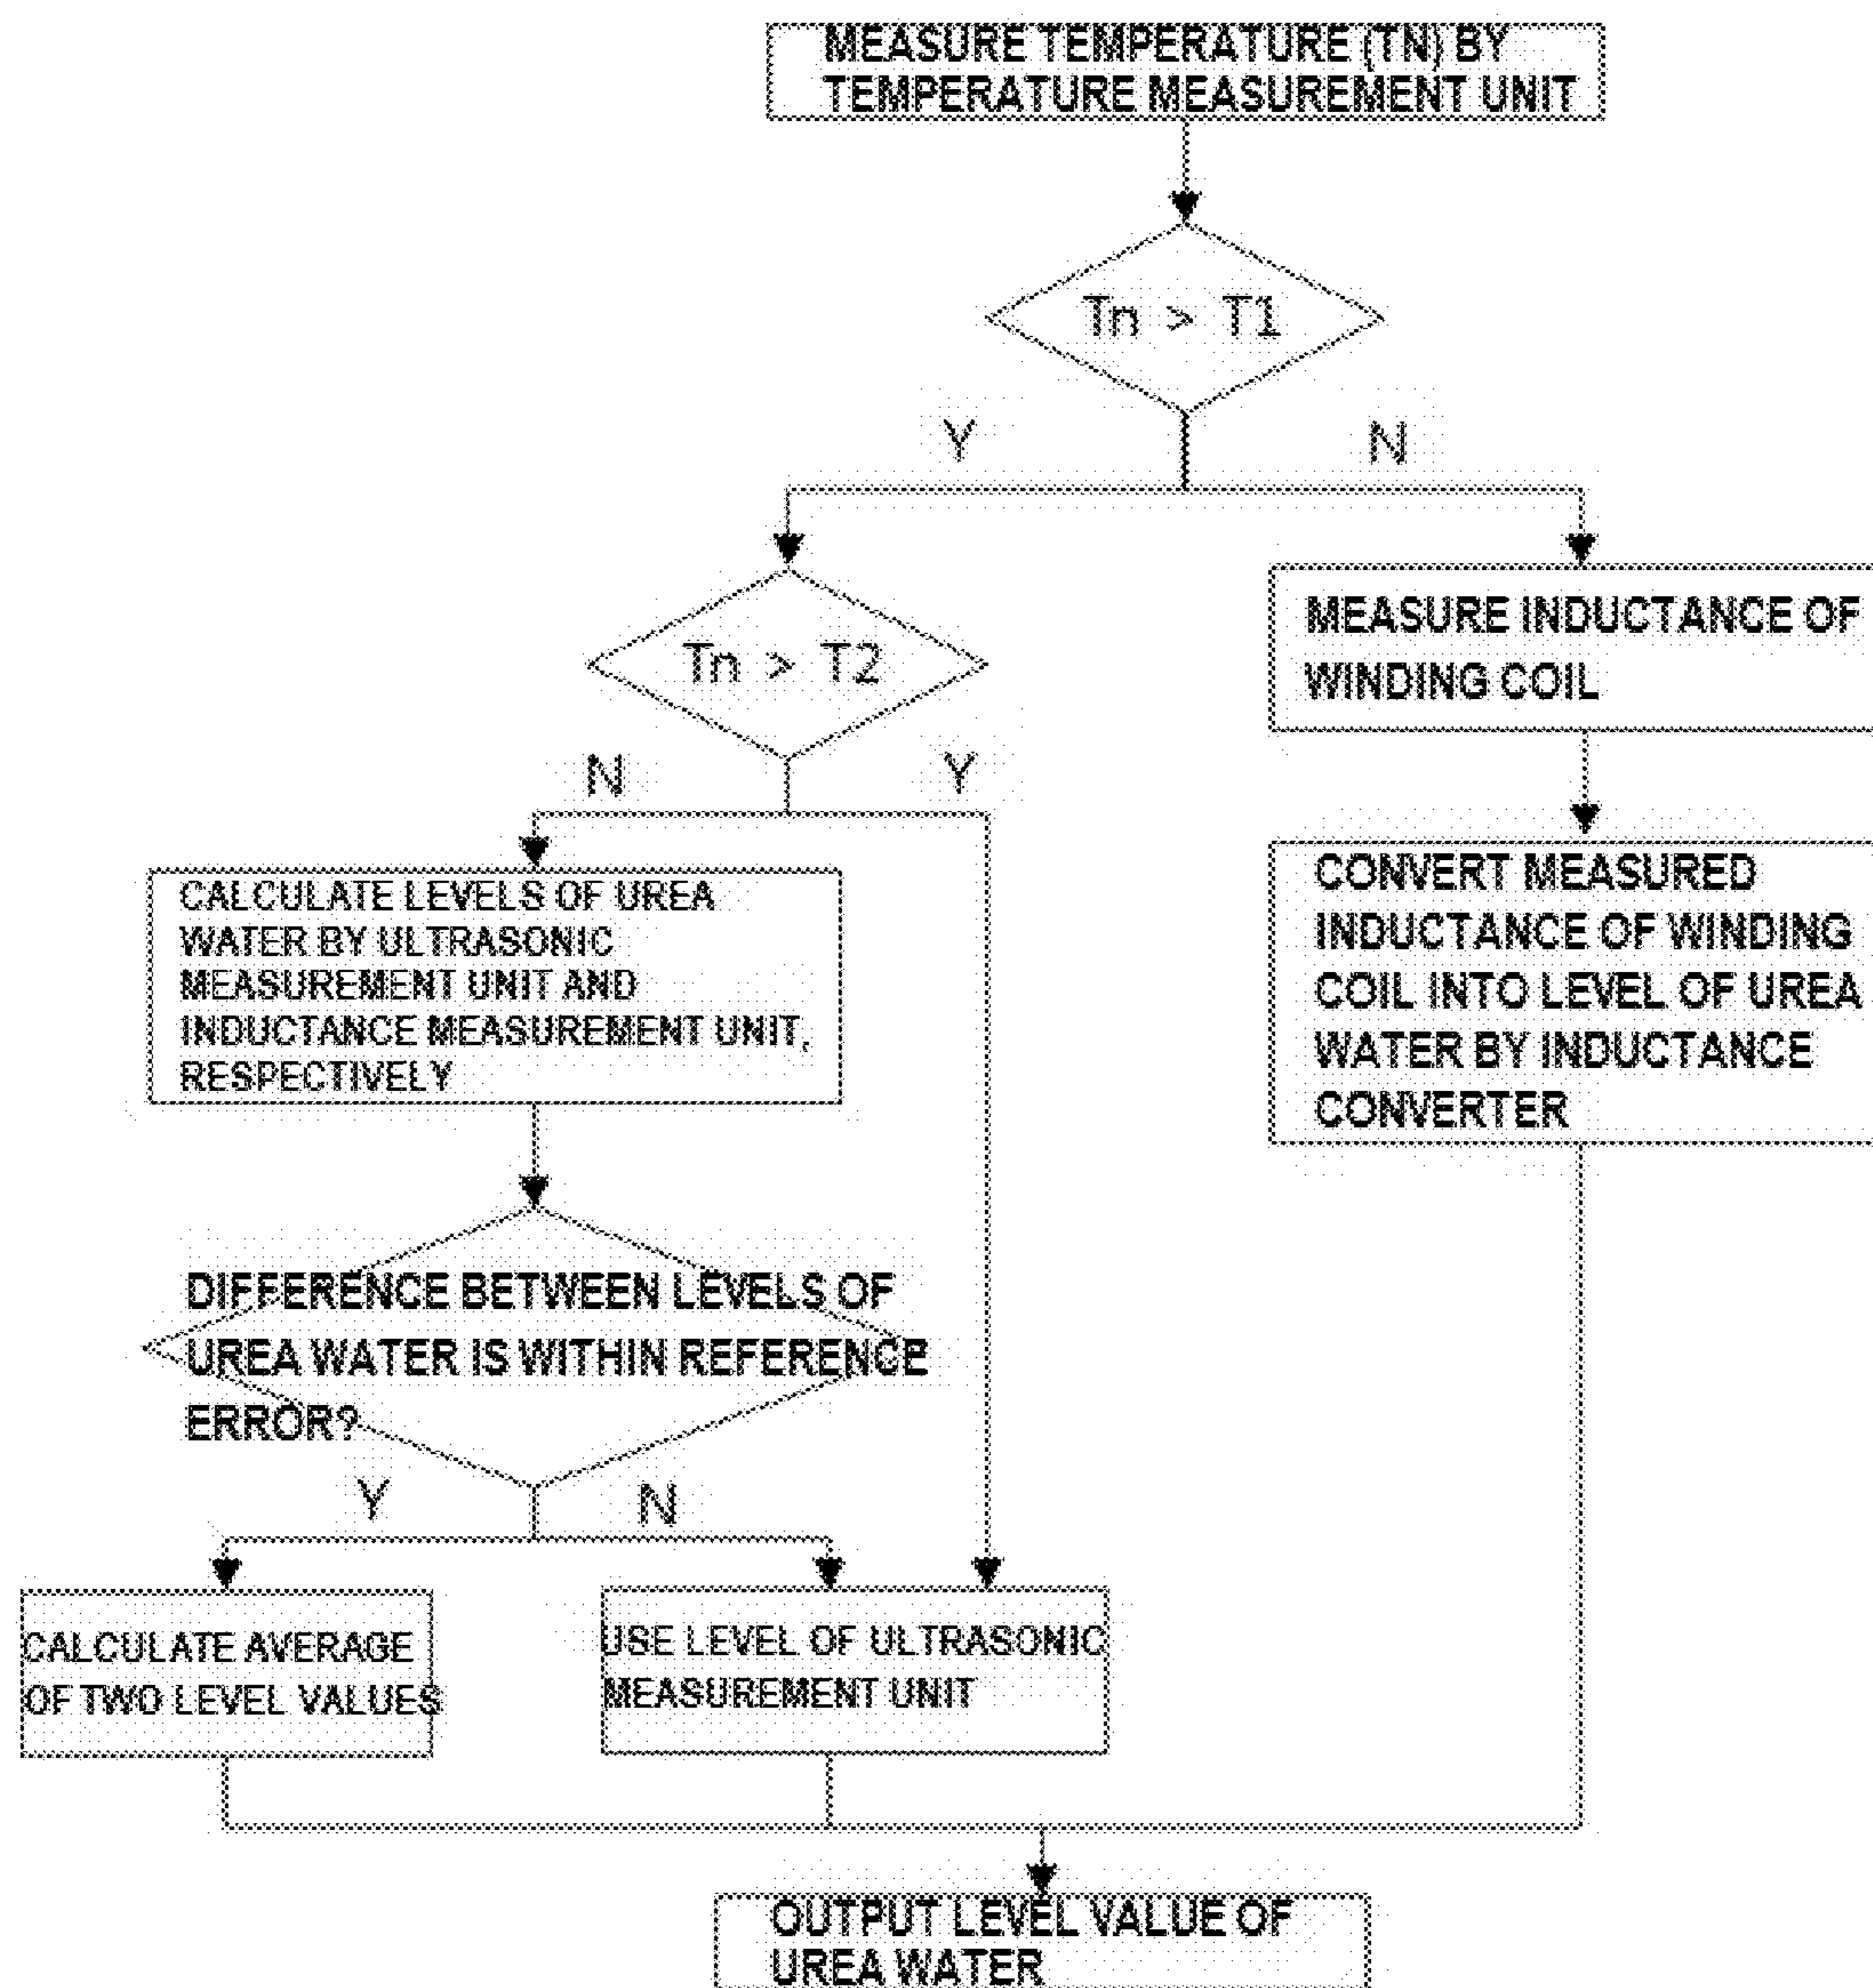 MEASURE TEMPERATURE (TN) BY
TEMPERATURE MEASUREMENT UNIT
Tn > T1
Y
N
Tn > T2
MEASURE INDUCTANCE OF
WINDING COIL
N
Y
CALCULATE LEVELS OF UREA
WATER BY ULTRASONIC
MEASUREMENT UNIT AND
INDUCTANCE MEASUREMENT UNIT,
RESPECTIVELY
CONVERT MEASURED
INDUCTANCE OF WINDING
COIL INTO LEVEL OF UREA
WATER BY INDUCTANCE
CONVERTER
DIFFERENCE BETWEEN LEVELS OF
UREA WATER IS WITHIN REFERENCE
ERROR?
Y
N
CALCULATE AVERAGE
OF TWO LEVEL VALUES
USE LEVEL OF ULTRASONIC
MEASUREMENT UNIT
OUTPUT LEVEL VALUE OF
UREA WATER